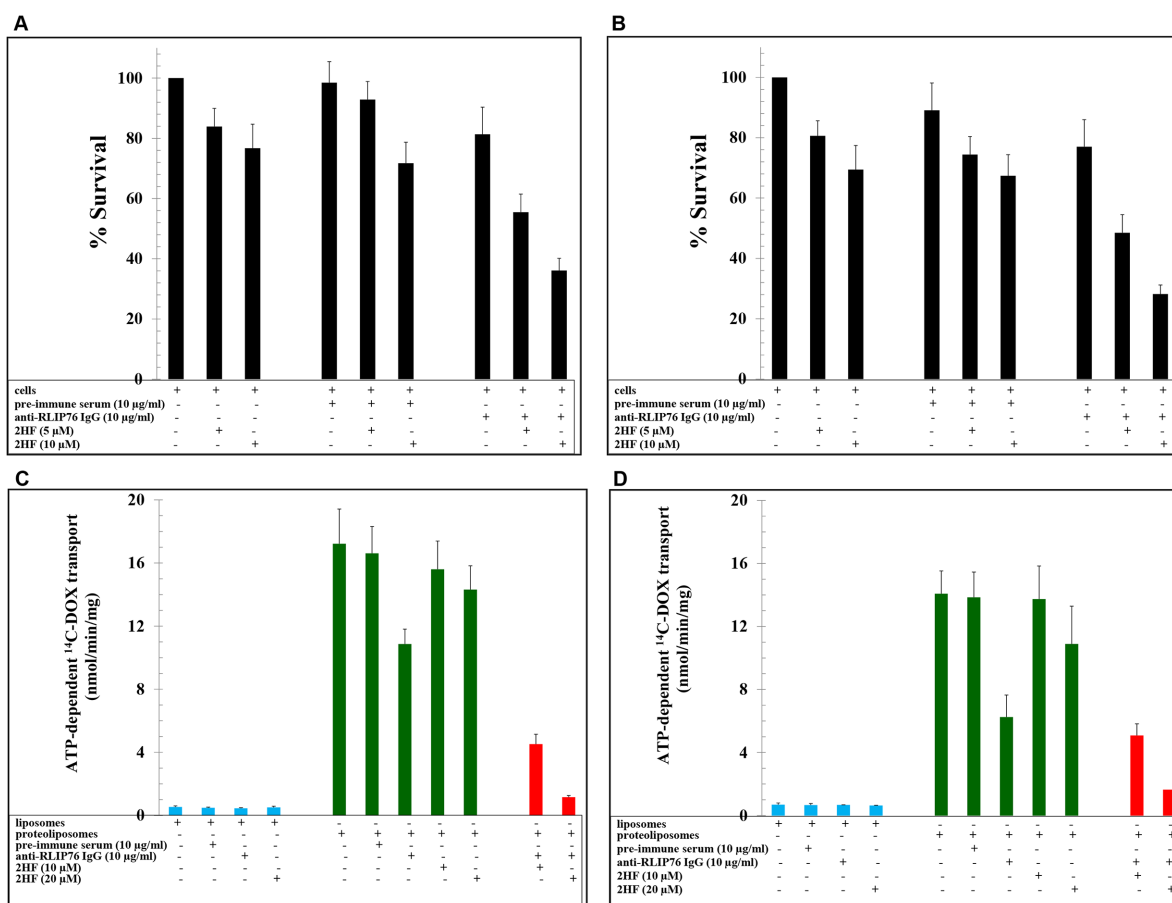 A
% Survival
100
80
60
40
20
0
cells + + + + + + + + +
pre-immune serum (10 µg/ml) - - - + + + - - -
anti-RLIP76 IgG (10 µg/ml) - - - - - - + + +
2HF (5 µM) - + - - + - - + -
2HF (10 µM) - - + - - + - - +
B
% Survival
100
80
60
40
20
0
cells + + + + + + + + +
pre-immune serum (10 µg/ml) - - - + + + - - -
anti-RLIP76 IgG (10 µg/ml) - - - - - - + + +
2HF (5 µM) - + - - + - - + -
2HF (10 µM) - - + - - + - - +
C
ATP-dependent ¹⁴C-DOX transport
(nmol/min/mg)
20
16
12
8
4
0
liposomes + + + + - - - - - - -
proteoliposomes - - - - + + + + + + +
pre-immune serum (10 µg/ml) - + - - - + - - - - -
anti-RLIP76 IgG (10 µg/ml) - - + - - - + - - + +
2HF (10 µM) - - - - - - - + - + -
2HF (20 µM) - - - + - - - - + - +
D
ATP-dependent ¹⁴C-DOX transport
(nmol/min/mg)
20
16
12
8
4
0
liposomes + + + + - - - - - - -
proteoliposomes - - - - + + + + + + +
pre-immune serum (10 µg/ml) - + - - - + - - - - -
anti-RLIP76 IgG (10 µg/ml) - - + - - - + - - + +
2HF (10 µM) - - - - - - - + - + -
2HF (20 µM) - - - + - - - - + - +